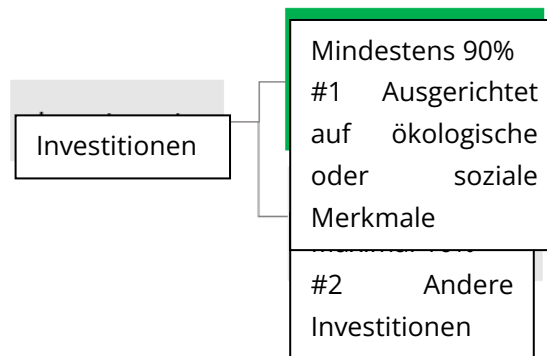 Investitionen
Mindestens 90%
#1 Ausgerichtet
auf ökologische
oder soziale
Merkmale
#2 Andere
Investitionen